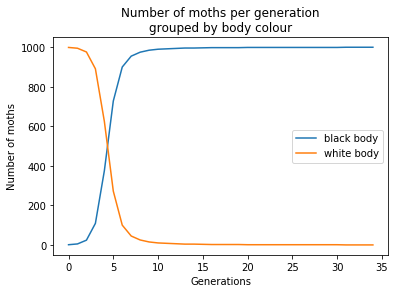 Number of moths per generation
grouped by body colour
Number of moths
1000
800
600
400
200
0
black body
white body
0 5 10 15 20 25 30 35
Generations